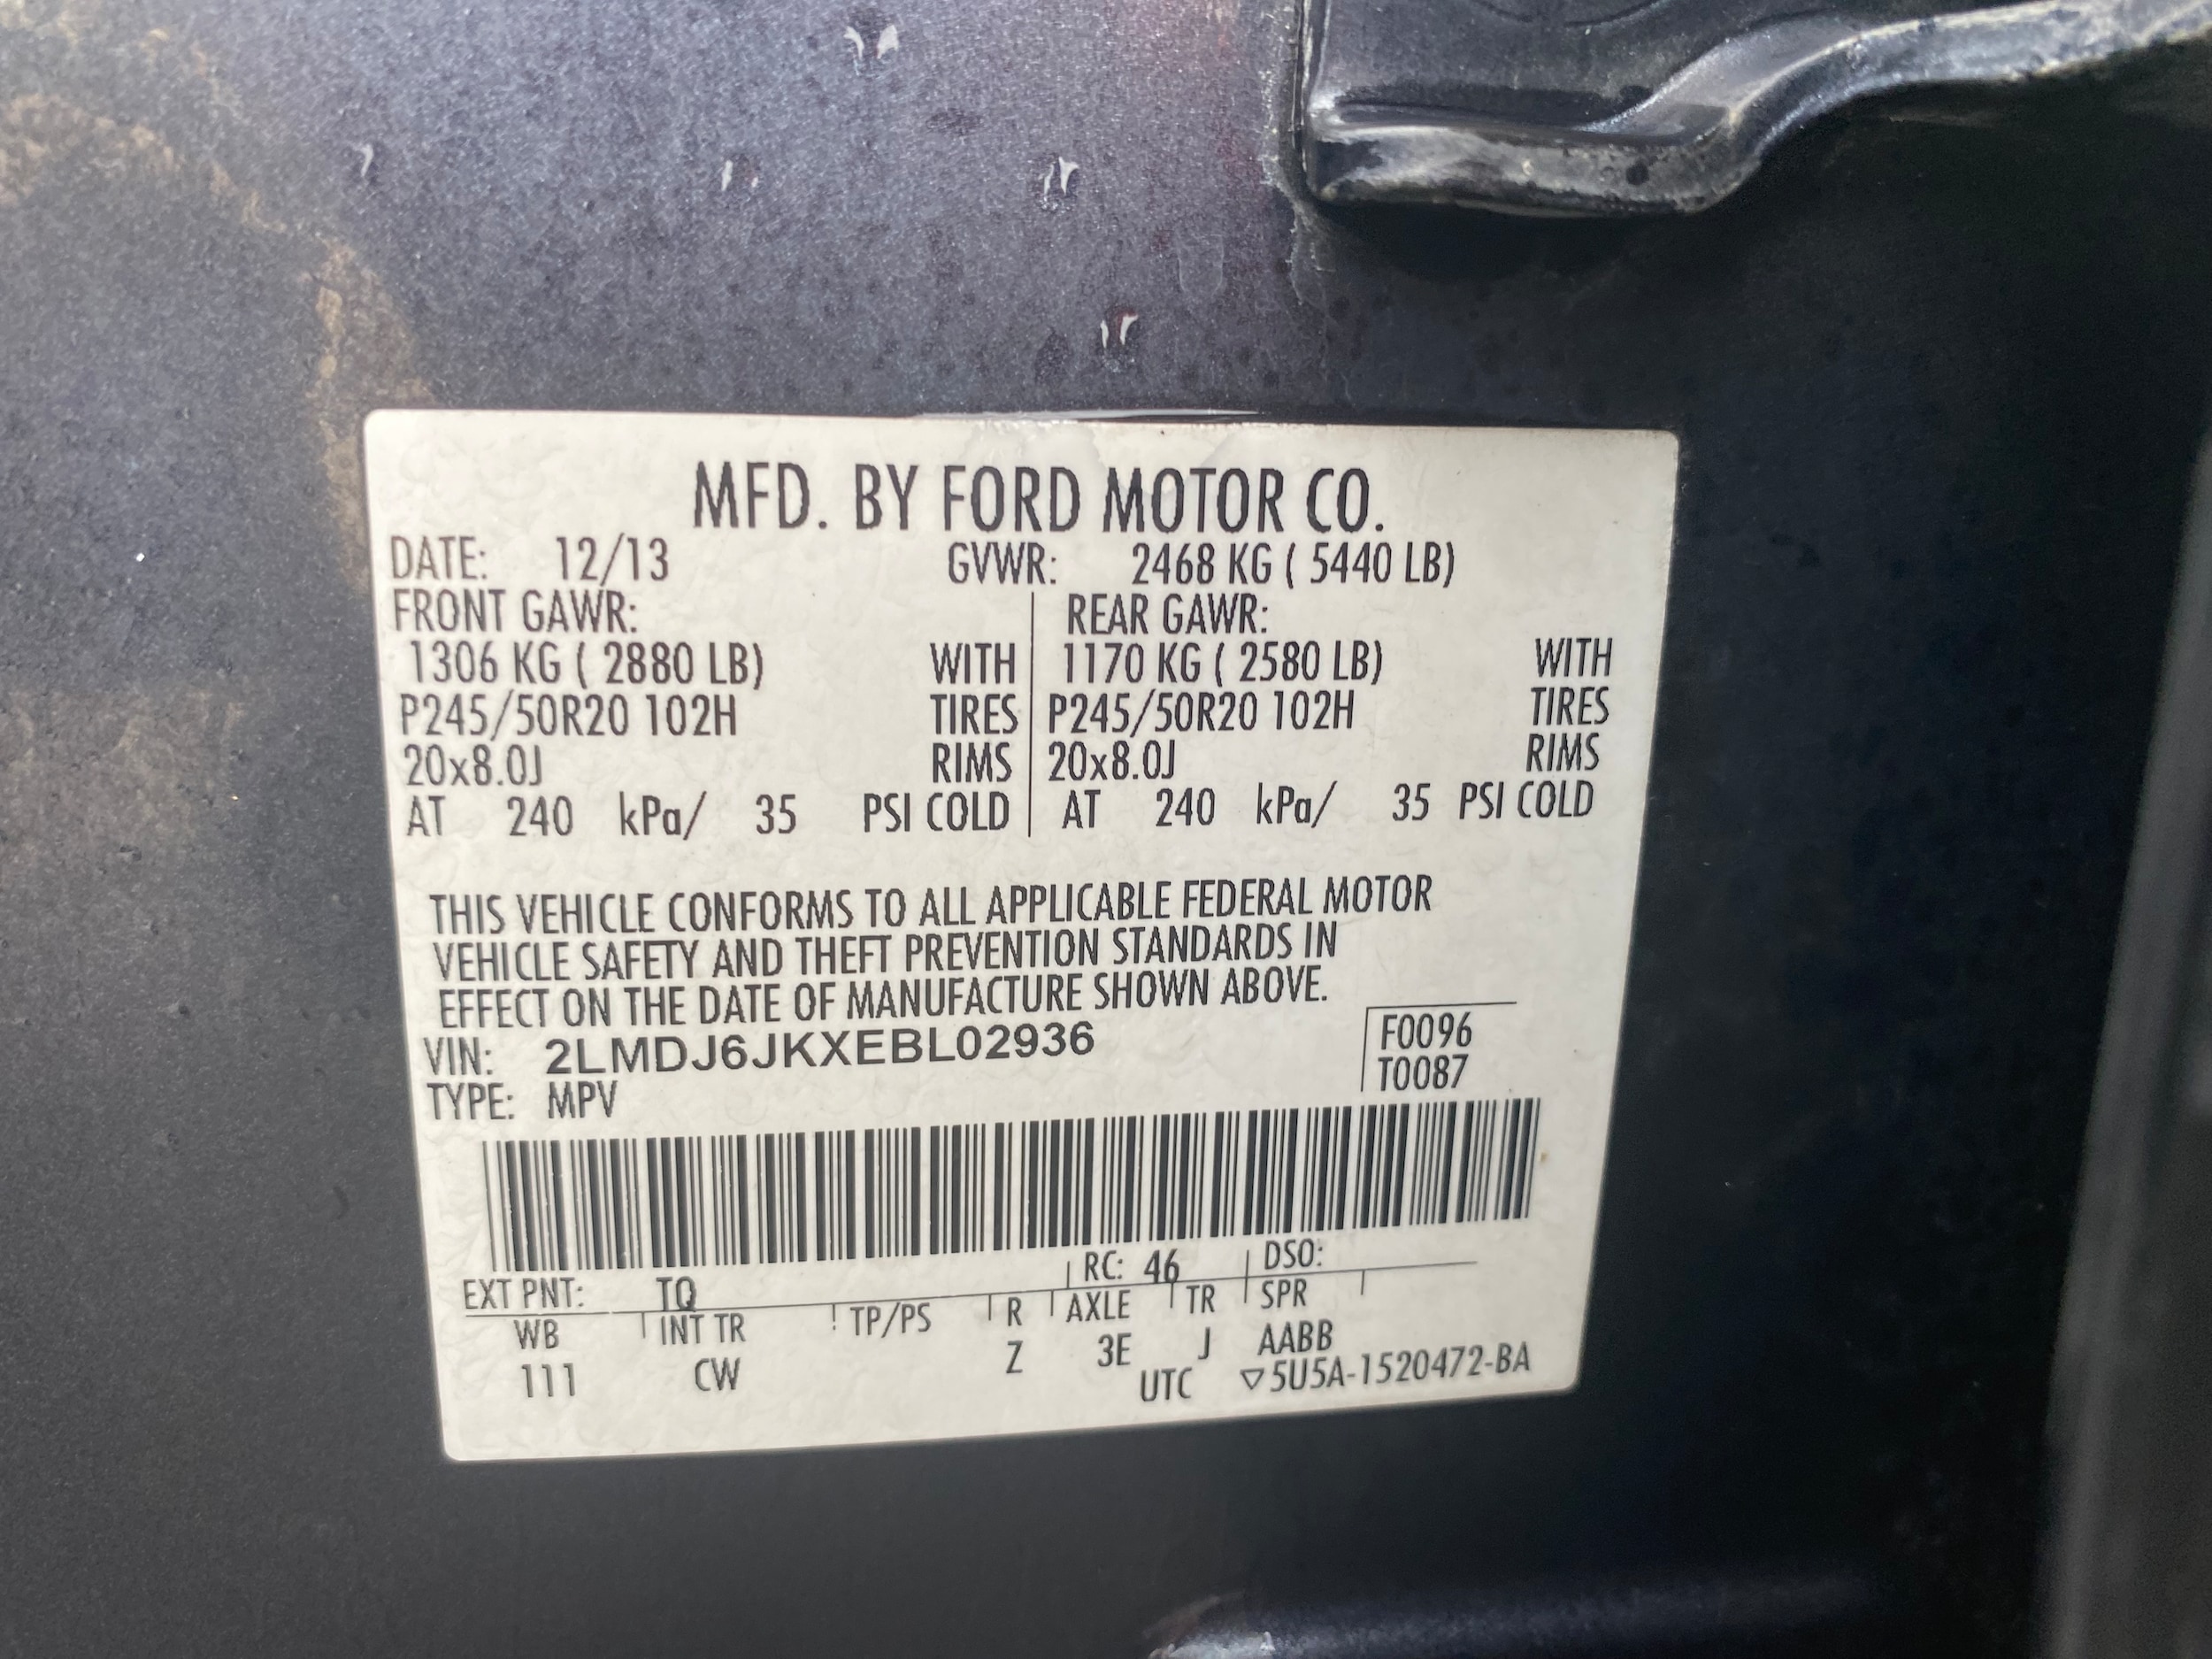 MFD. BY FORD MOTOR CO.
DATE: 12/13 GVWR: 2468 KG ( 5440 LB)
FRONT GAWR: REAR GAWR:
1306 KG ( 2880 LB) WITH 1170 KG ( 2580 LB) WITH
P245/50R20 102H TIRES P245/50R20 102H TIRES
20x8.0J RIMS 20x8.0J RIMS
AT 240 kPa/ 35 PSI COLD AT 240 kPa/ 35 PSI COLD
THIS VEHICLE CONFORMS TO ALL APPLICABLE FEDERAL MOTOR
VEHICLE SAFETY AND THEFT PREVENTION STANDARDS IN
EFFECT ON THE DATE OF MANUFACTURE SHOWN ABOVE.
VIN: 2LMDJ6JKXEBL02936 F0096
TYPE: MPV T0087
EXT PNT: TQ RC: 46 DSO:
WB INT TR TP/PS R AXLE TR SPR
111 CW Z 3E J AABB
UTC ▽5U5A-1520472-BA